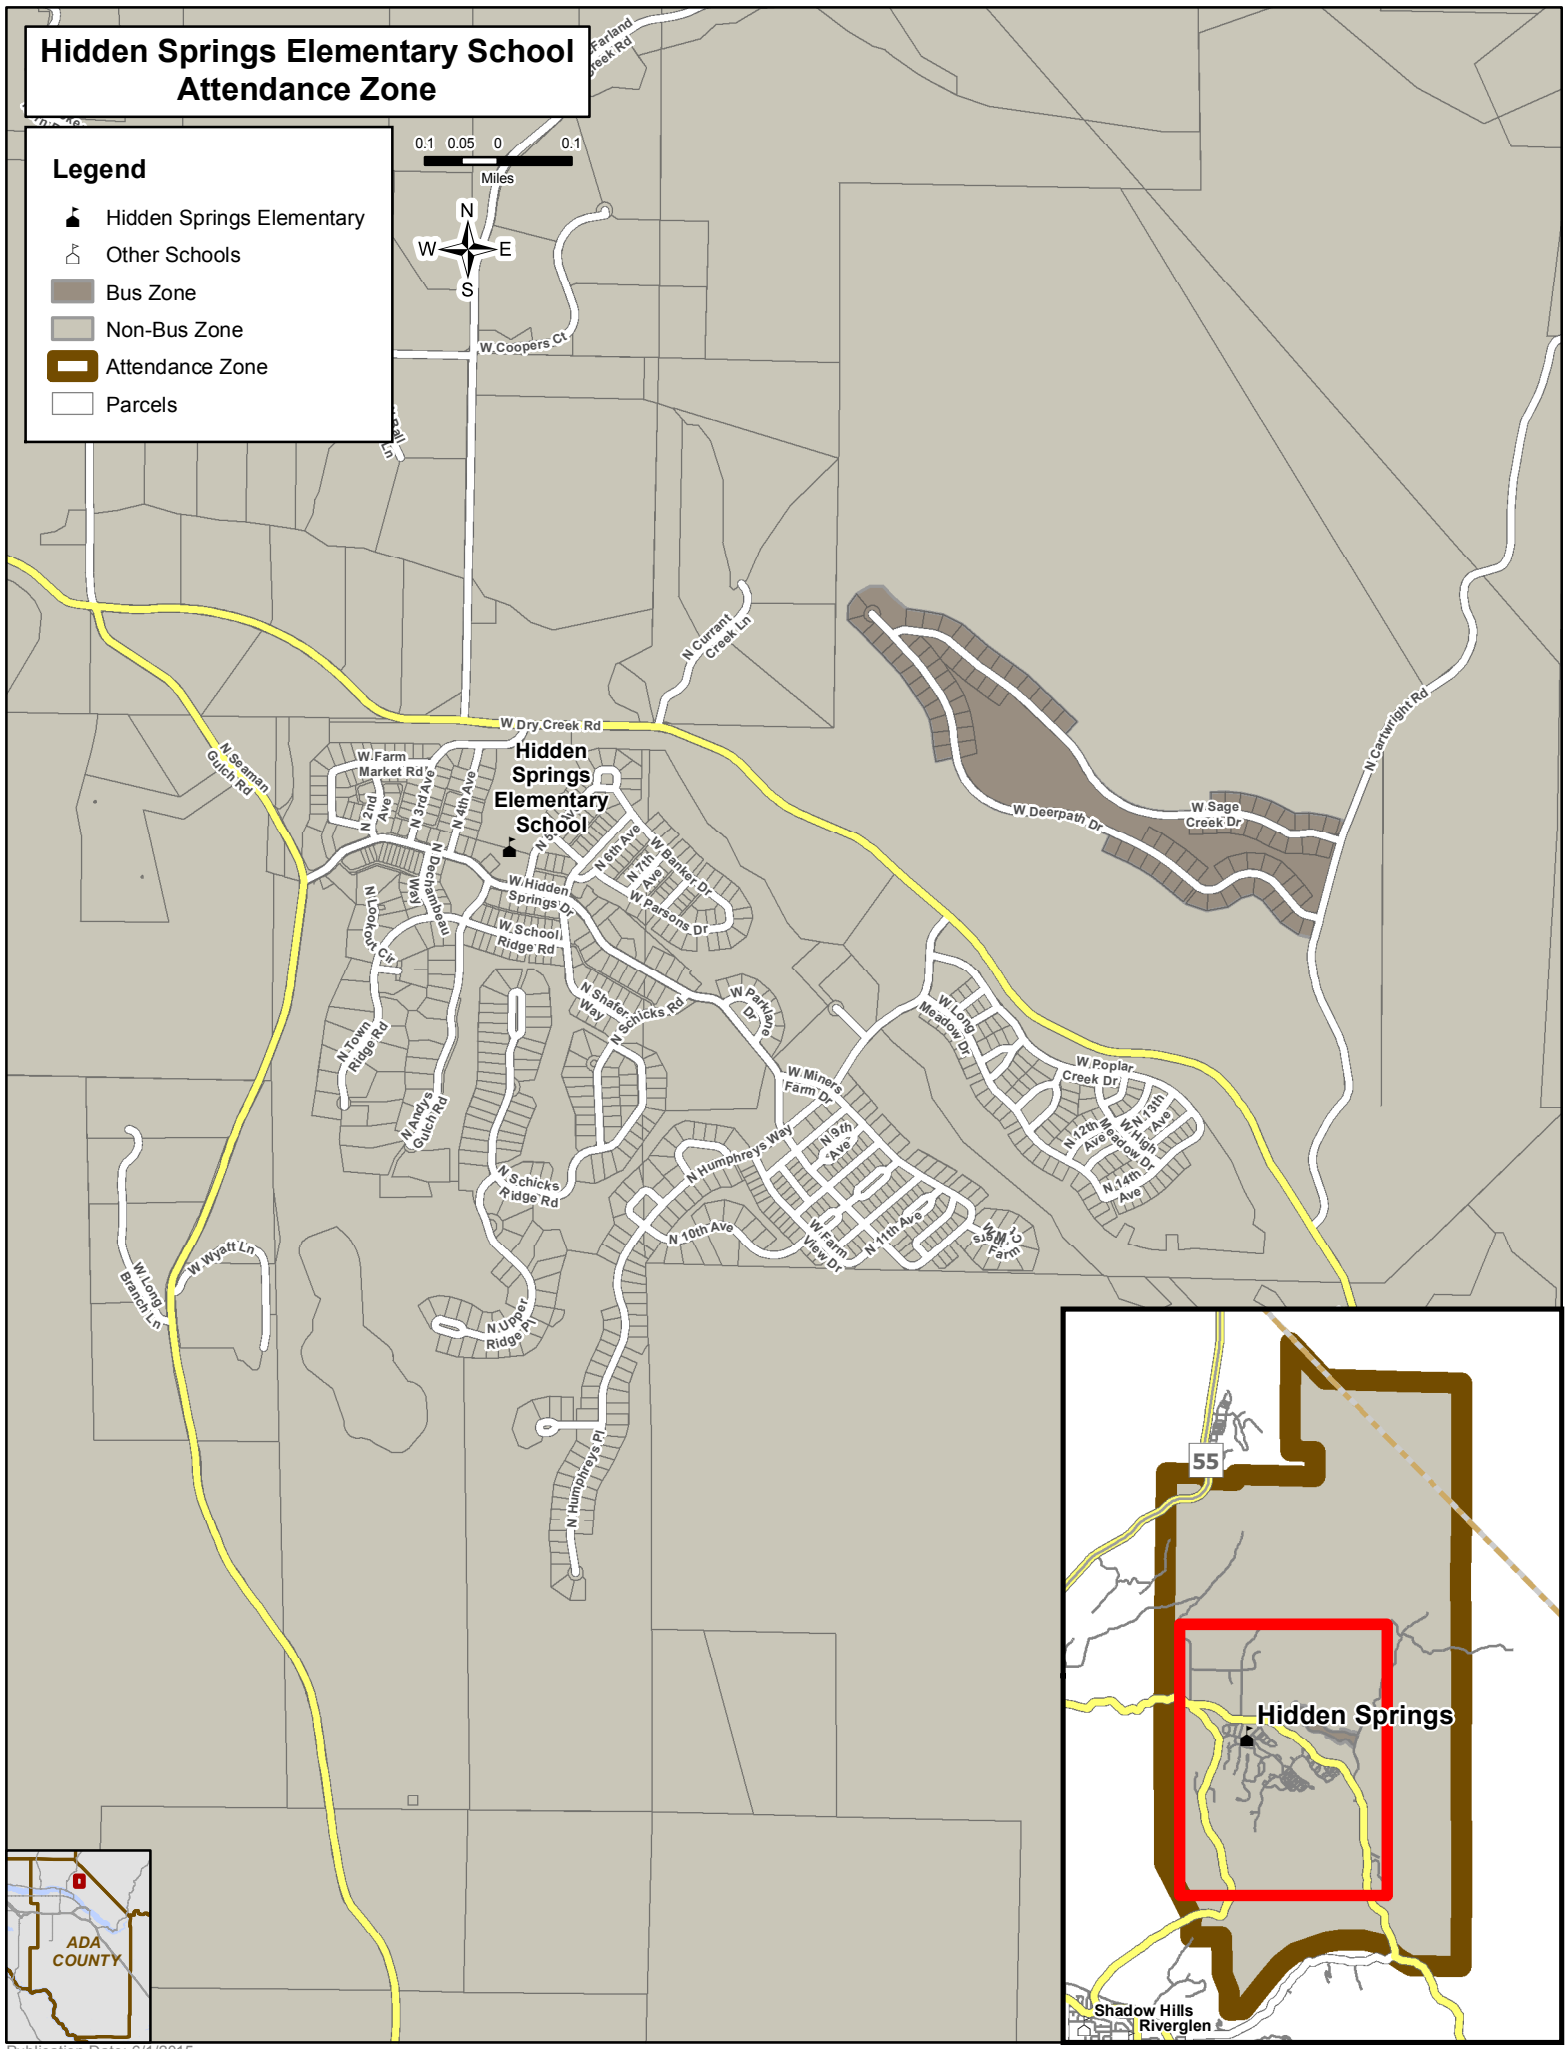 Hidden Springs Elementary School
Attendance Zone
Legend
Hidden Springs Elementary
Other Schools
Bus Zone
Non-Bus Zone
Attendance Zone
Parcels
0.1 0.05 0 0.1
Miles
N
W E
S
W Coopers Ct
Ln
N Currant
Creek Ln
W Dry Creek Rd
N Seaman
Gulch Rd
W Farm
Market Rd
N 2nd
Ave
N 3rd Ave
N 4th Ave
Hidden
Springs
Elementary
School
N 6th Ave
N 7th
Ave
W Banker Dr
W Parsons Dr
N Dechambeau
Way
W Hidden
Springs Dr
N Lookout Cir
W School
Ridge Rd
N Shafer
Way
N Schicks Rd
W Parklane
Dr
N Town
Ridge Rd
N Andys
Gulch Rd
W Deerpath Dr
W Sage
Creek Dr
N Cartwright Rd
W Long
Meadow Dr
W Poplar
Creek Dr
W Miners
Farm Dr
N 9th
Ave
N 12th
Ave
N 13th
Ave
W High
Meadow Dr
N 14th
Ave
N Humphreys Way
N Schicks
Ridge Rd
N 10th Ave
W Farm
View Dr
N 11th Ave
Farm
W Long
Branch Ln
W Wyatt Ln
N Upper
Ridge Pl
N Humphreys Pl
55
Hidden Springs
Shadow Hills
Riverglen
ADA
COUNTY
Publication Date: 6/1/2015